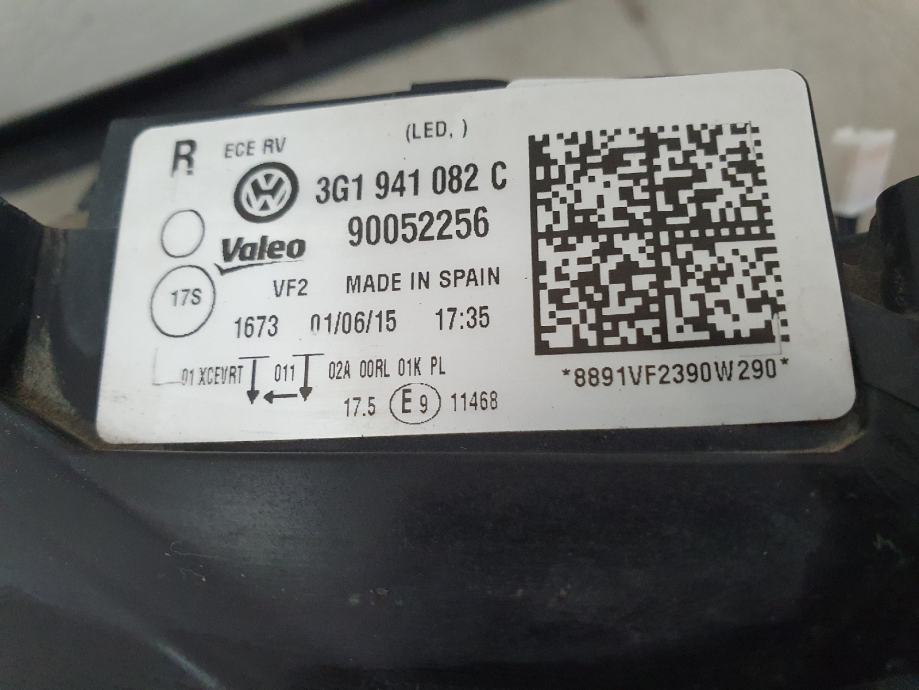 R ECE RV (LED, )
3G1 941 082 C
Valeo 90052256
17S VF2 MADE IN SPAIN
1673 01/06/15 17:35
01 XCEVRT 011 02A 00RL 01K PL
17.5 E9 11468
*8891VF2390W290*